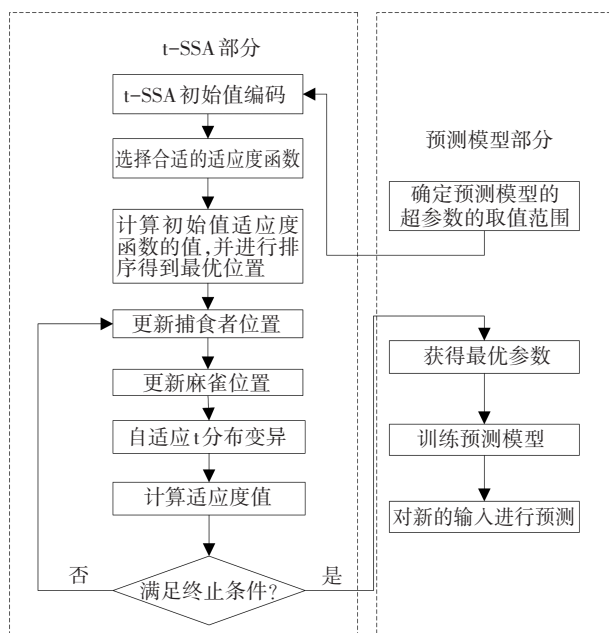 t-SSA部分
t-SSA初始值编码
选择合适的适应度函数
计算初始值适应度
函数的值,并进行排
序得到最优位置
更新捕食者位置
更新麻雀位置
自适应t分布变异
计算适应度值
满足终止条件?
否
是
预测模型部分
确定预测模型的
超参数的取值范围
获得最优参数
训练预测模型
对新的输入进行预测